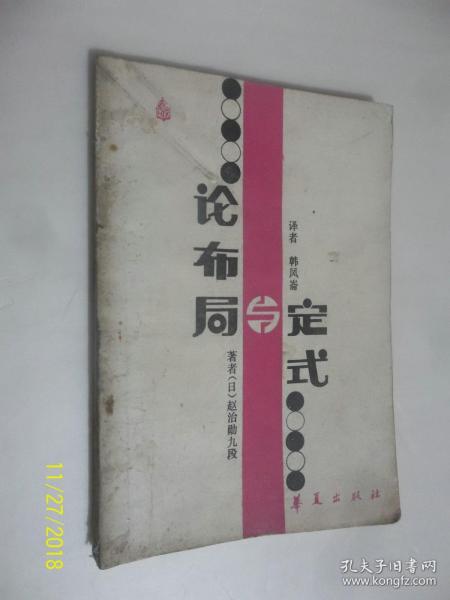 论布局
与
定式
著者(日)赵治勋九段
译者 韩凤崙
华夏出版社
11/27/2018
孔夫子旧书网
www.kongfz.com